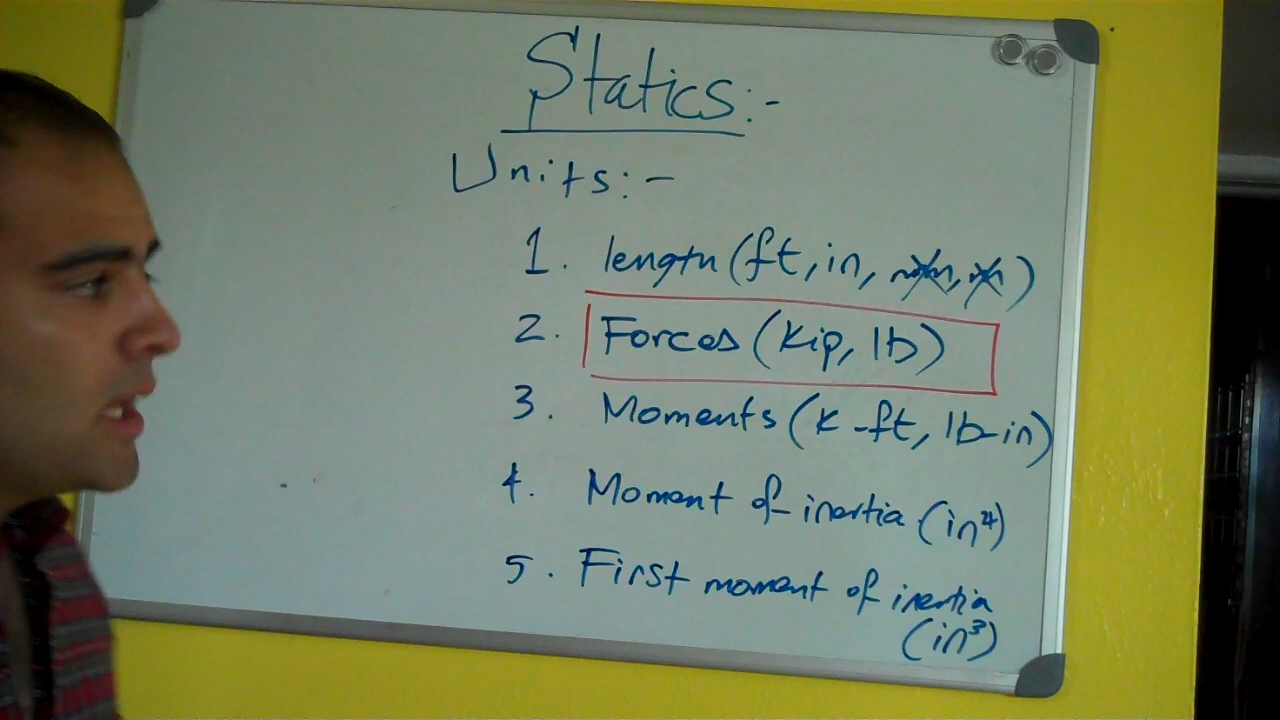 Statics:-
Units:-
1. length (ft, in, mm, m)
2. Forces (Kip, lb)
3. Moments (K-ft, lb-in)
4. Moment of inertia (in⁴)
5. First moment of inertia
(in³)